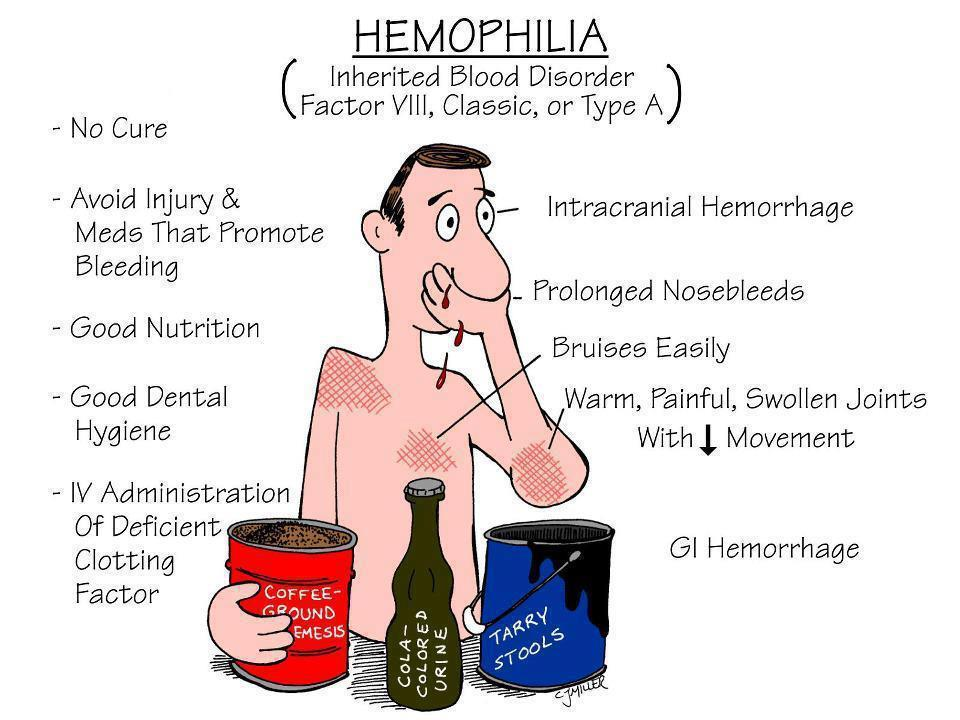 HEMOPHILIA
(Inherited Blood Disorder
Factor VIII, Classic, or Type A)
- No Cure
- Avoid Injury &
Meds That Promote
Bleeding
- Good Nutrition
- Good Dental
Hygiene
- IV Administration
Of Deficient
Clotting
Factor
Intracranial Hemorrhage
Prolonged Nosebleeds
Bruises Easily
Warm, Painful, Swollen Joints
With ↓ Movement
GI Hemorrhage
COFFEE-
GROUND
EMESIS
COLA-
COLORED
URINE
TARRY
STOOLS
CJMILLER